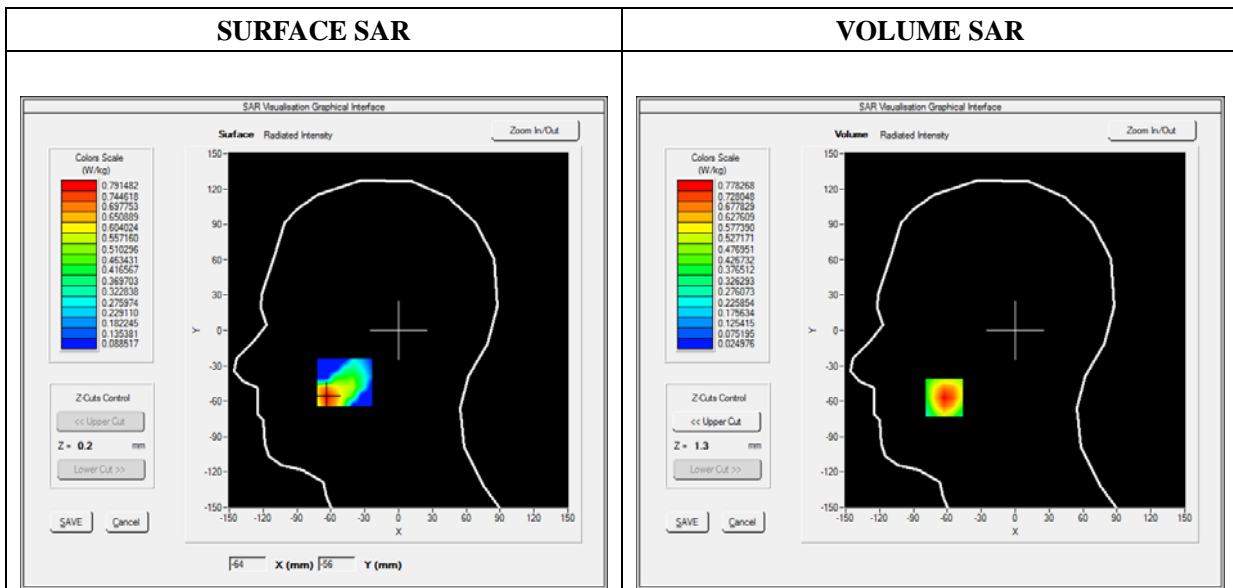 SURFACE SAR
VOLUME SAR
SAR Visualisation Graphical Interface
Surface Radiated Intensity
Zoom In/Out
Colors Scale
(W/kg)
0.791482
0.744618
0.697753
0.650889
0.604024
0.557160
0.510296
0.463431
0.416567
0.369703
0.322838
0.275974
0.229110
0.182245
0.135381
0.088517
Z-Cuts Control
<< Upper Cut
Z = 0.2 mm
Lower Cut >>
SAVE Cancel
150
120
90
60
30
0
-30
-60
-90
-120
-150
Y
-150 -120 -90 -60 -30 0 30 60 90 120 150
X
-64 X (mm) -56 Y (mm)
SAR Visualisation Graphical Interface
Volume Radiated Intensity
Zoom In/Out
Colors Scale
(W/kg)
0.778268
0.728048
0.677829
0.627609
0.577390
0.527171
0.476951
0.426732
0.376512
0.326293
0.276073
0.225854
0.175634
0.125415
0.075195
0.024976
Z-Cuts Control
<< Upper Cut
Z = 1.3 mm
Lower Cut >>
SAVE Cancel
150
120
90
60
30
0
-30
-60
-90
-120
-150
Y
-150 -120 -90 -60 -30 0 30 60 90 120 150
X